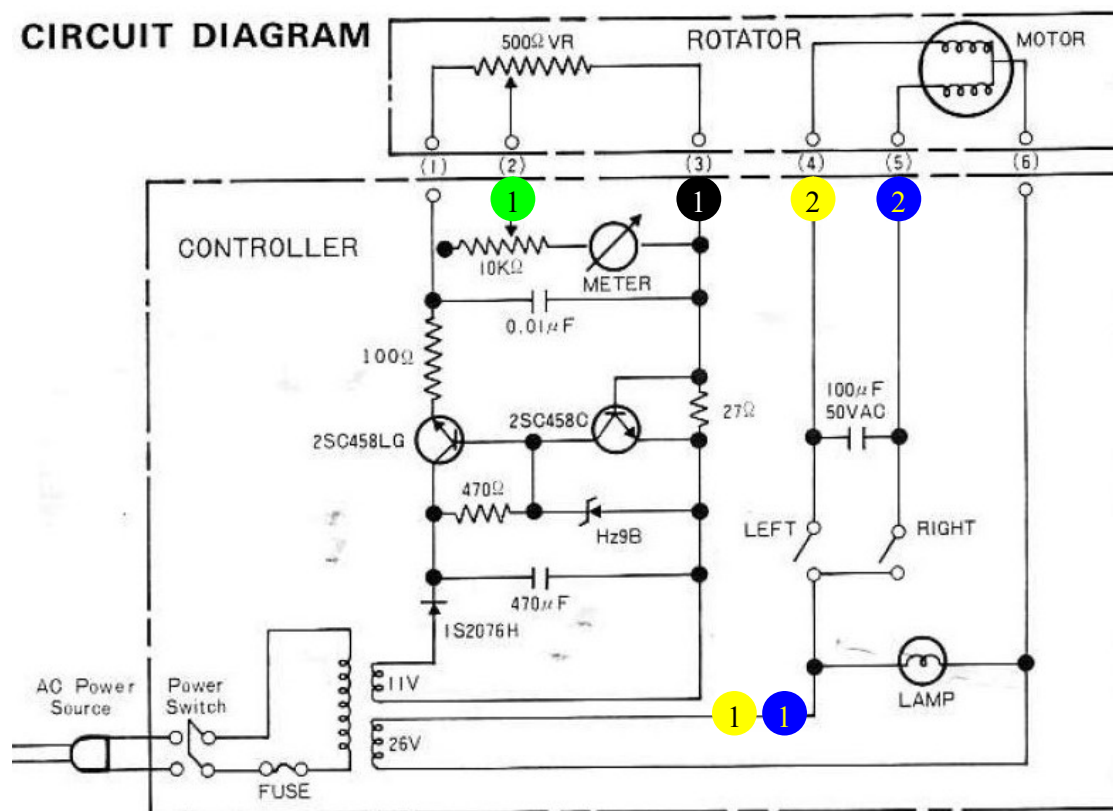 CIRCUIT DIAGRAM
500Ω VR
ROTATOR
MOTOR
(1)
(2)
(3)
(4)
(5)
(6)
1
1
2
2
CONTROLLER
10KΩ
METER
0.01μF
100Ω
2SC458LG
2SC458C
27Ω
100μF
50VAC
470Ω
Hz9B
LEFT
RIGHT
470μF
1S2076H
11V
LAMP
AC Power
Source
Power
Switch
1
1
26V
FUSE